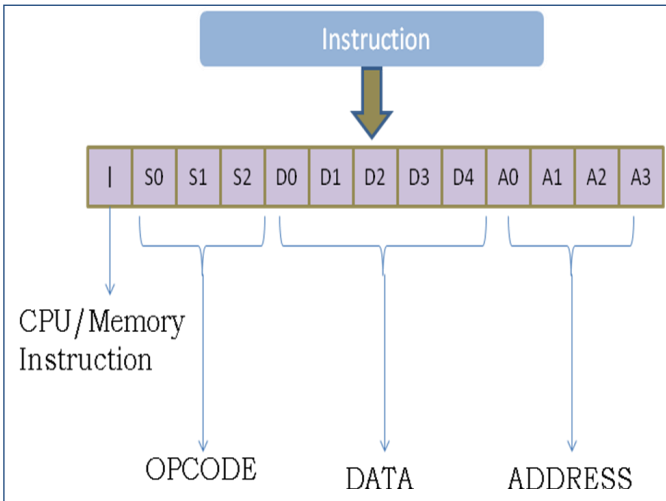 Instruction
I S0 S1 S2 D0 D1 D2 D3 D4 A0 A1 A2 A3
CPU/Memory
Instruction
OPCODE DATA ADDRESS